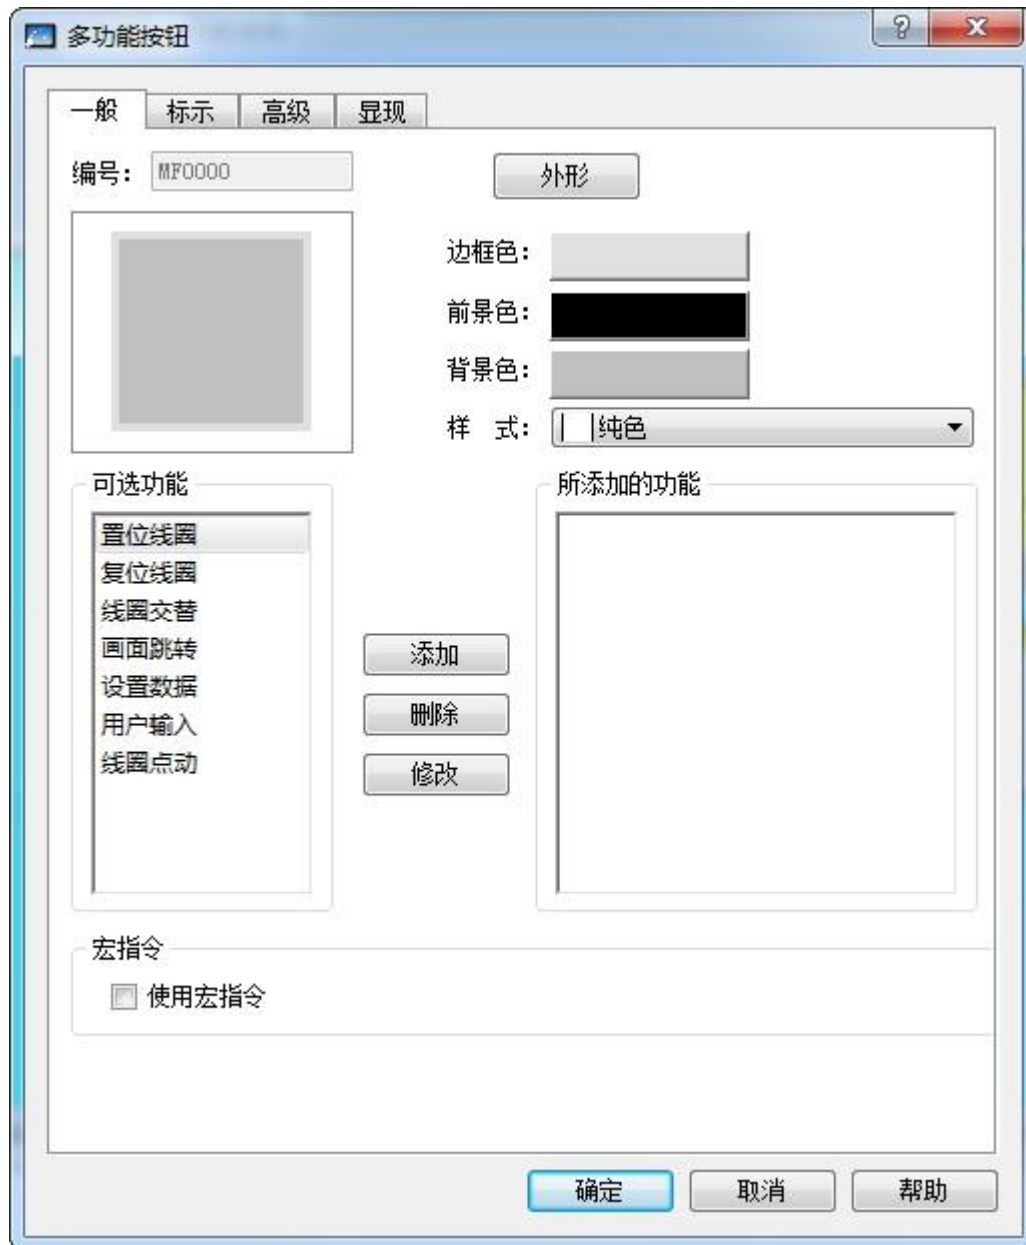 多功能按钮
一般 标示 高级 显现
编号: MF0000
外形
边框色:
前景色:
背景色:
样 式: 纯色
可选功能
置位线圈
复位线圈
线圈交替
画面跳转
设置数据
用户输入
线圈点动
添加
删除
修改
所添加的功能
宏指令
使用宏指令
确定 取消 帮助